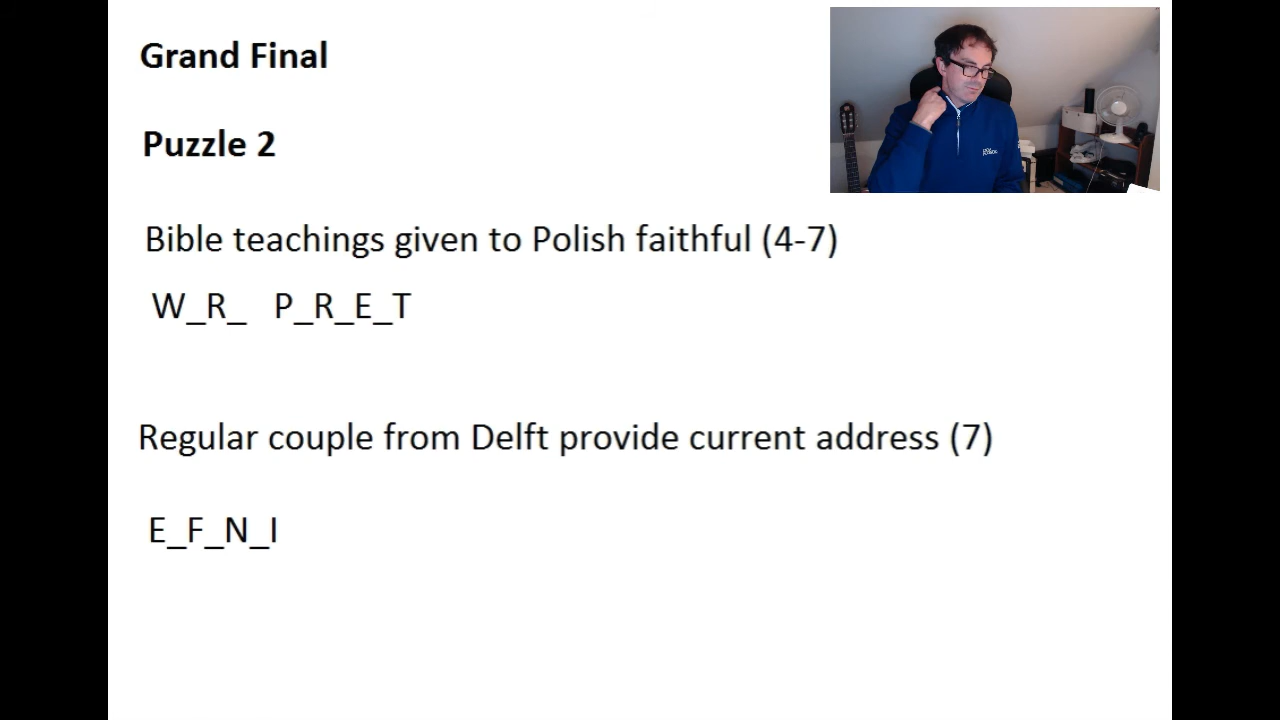 Grand Final
Puzzle 2
Bible teachings given to Polish faithful (4-7)
W_R_ P_R_E_T
Regular couple from Delft provide current address (7)
E_F_N_I